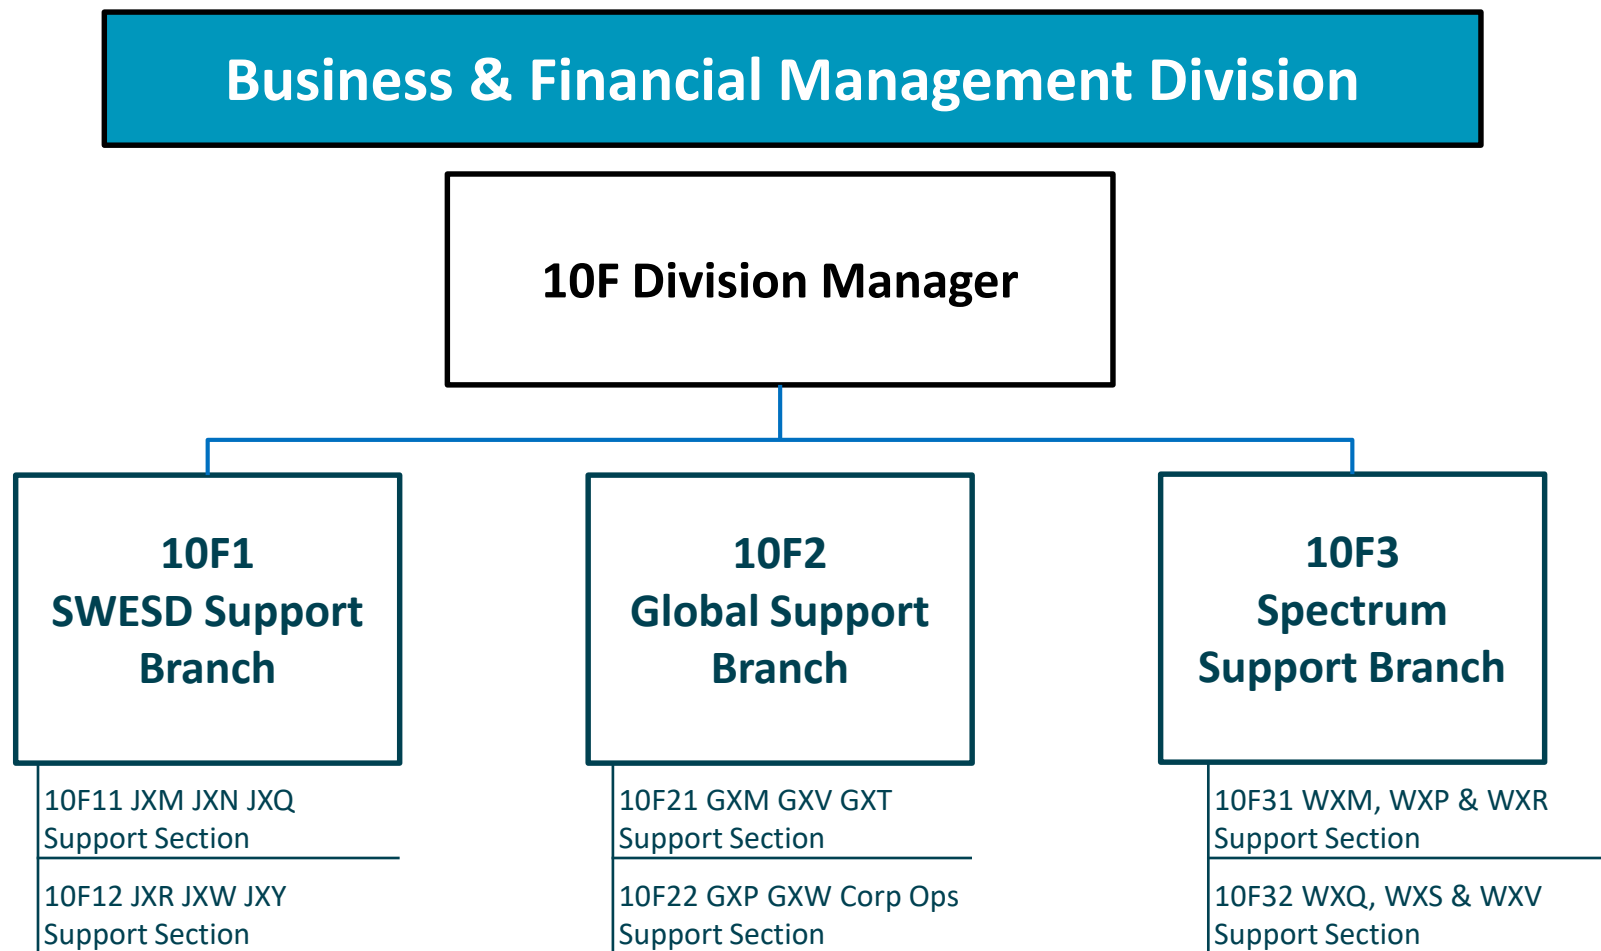 Business & Financial Management Division
10F Division Manager
10F1
SWESD Support
Branch
10F2
Global Support
Branch
10F3
Spectrum
Support Branch
10F11 JXM JXN JXQ
Support Section
10F12 JXR JXW JXY
Support Section
10F21 GXM GXV GXT
Support Section
10F22 GXP GXW Corp Ops
Support Section
10F31 WXM, WXP & WXR
Support Section
10F32 WXQ, WXS & WXV
Support Section